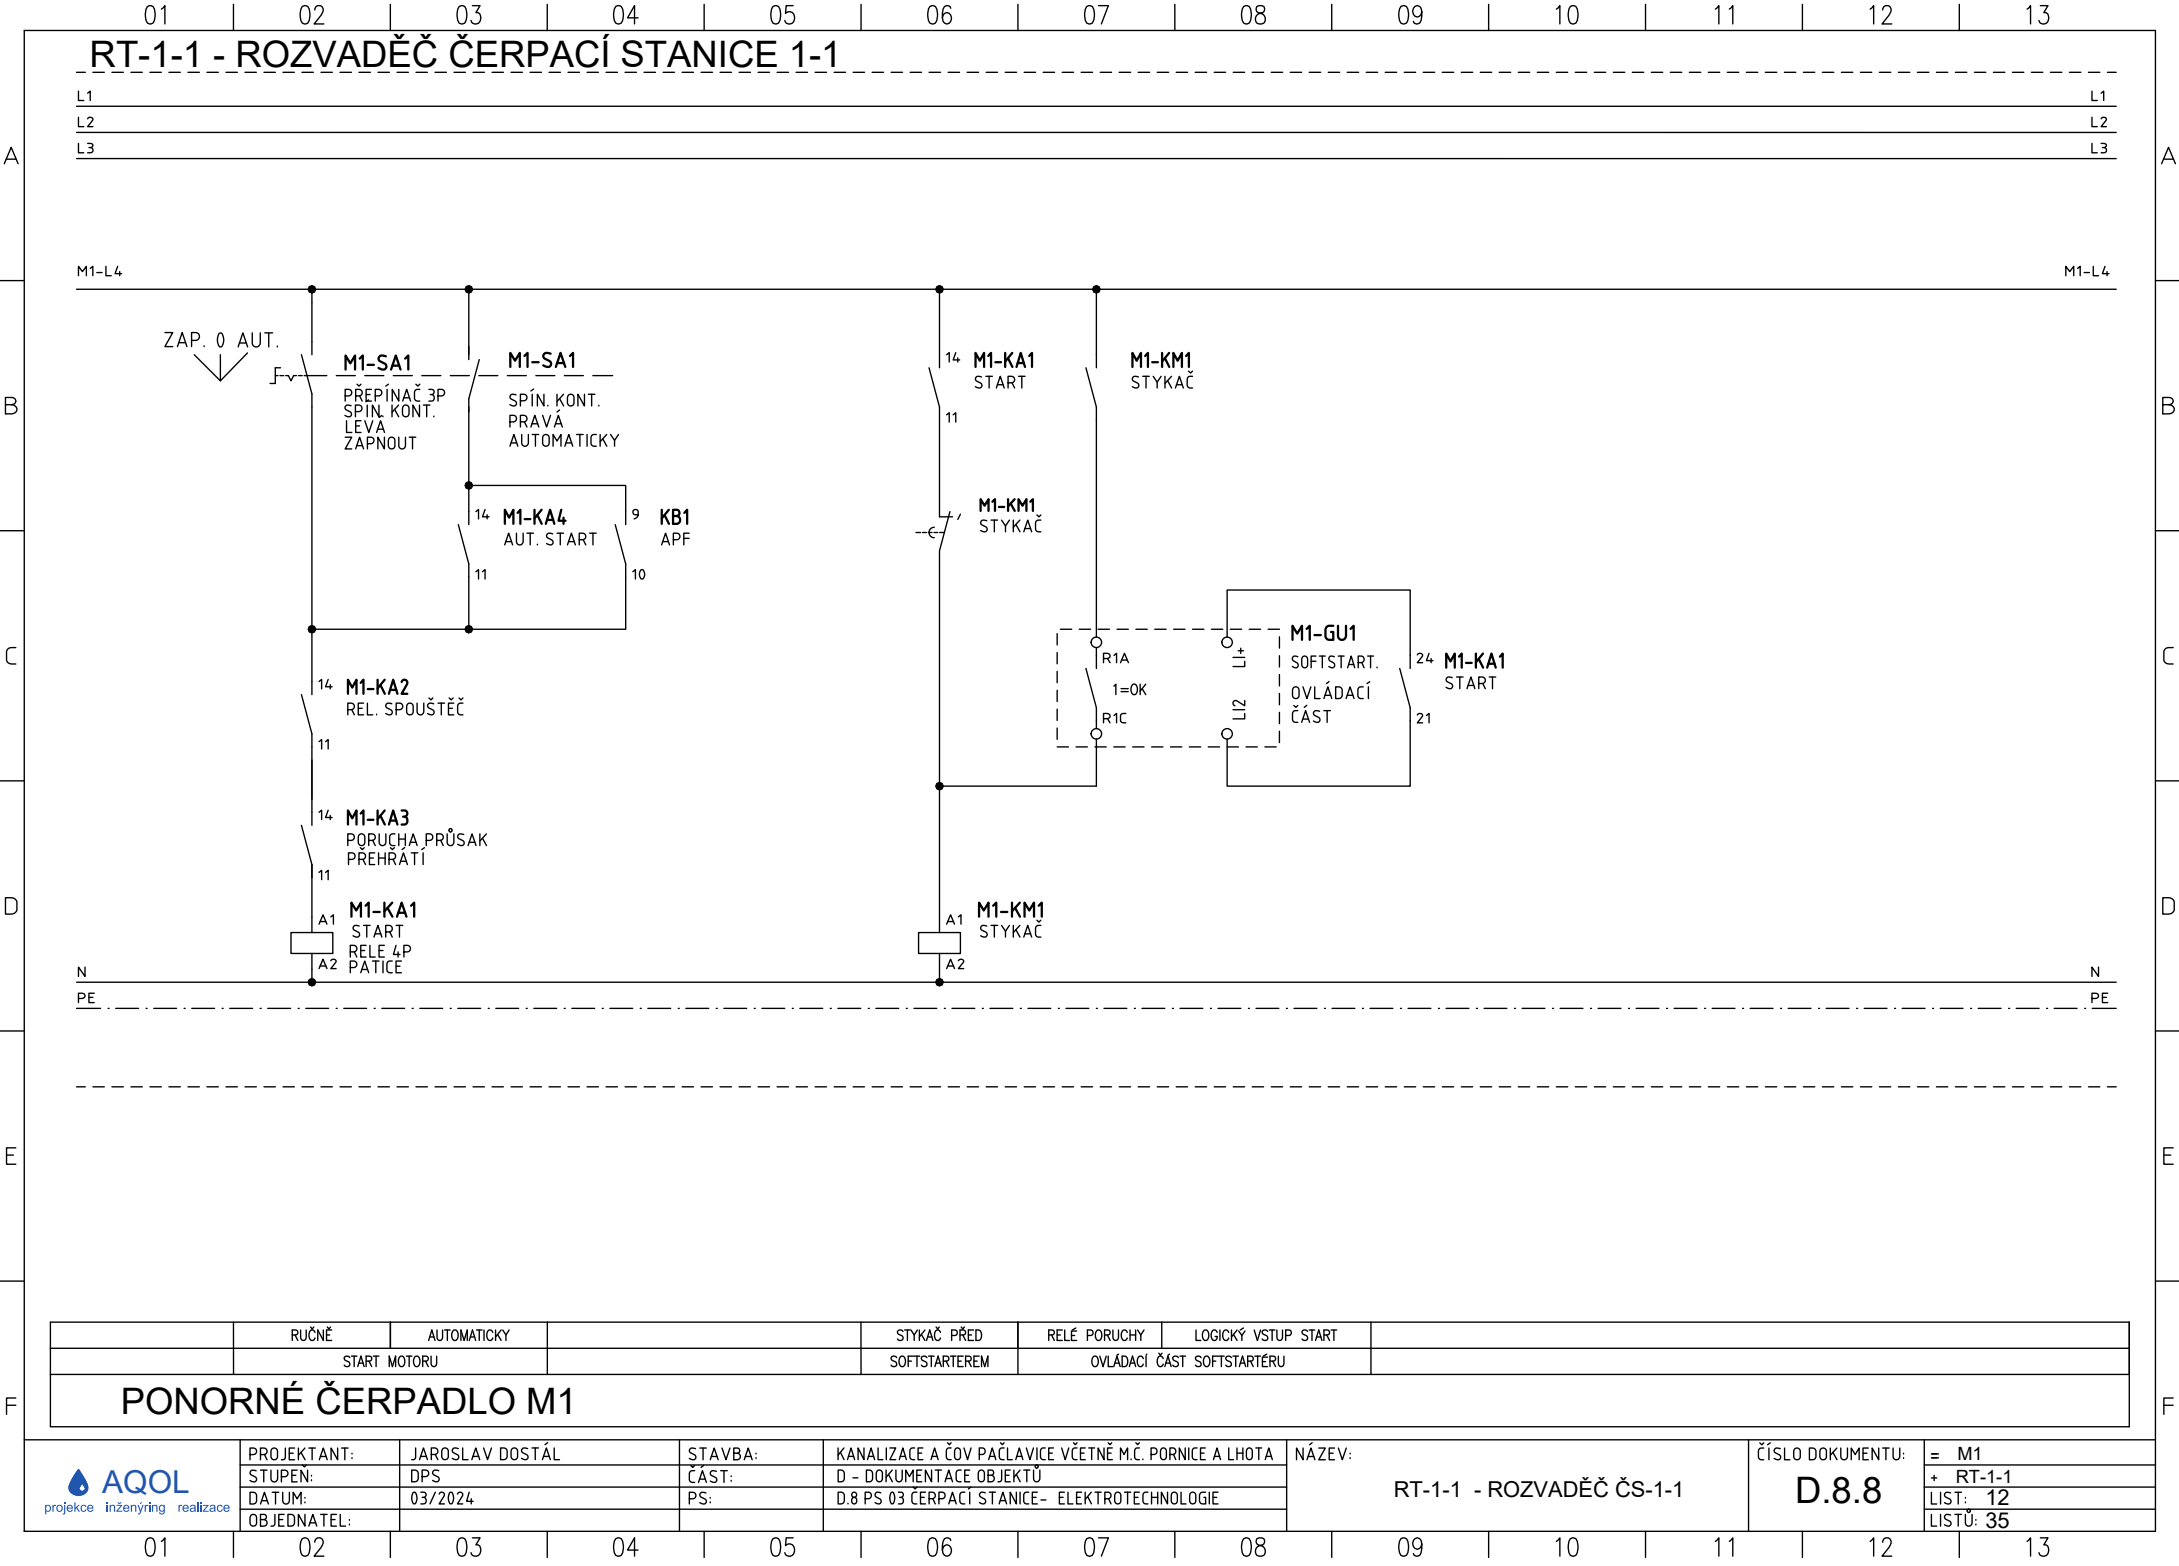 01 02 03 04 05 06 07 08 09 10 11 12 13
RT-1-1 - ROZVADĚČ ČERPACÍ STANICE 1-1
L1 L1
L2 L2
L3 L3
A A
M1-L4 M1-L4
ZAP. 0 AUT.
M1-SA1
PŘEPÍNAČ 3P
SPÍN. KONT.
LEVÁ
ZAPNOUT
M1-SA1
SPÍN. KONT.
PRAVÁ
AUTOMATICKY
14 M1-KA1
START
11
M1-KM1
STYKAČ
B B
14 M1-KA4
AUT. START
11
9 KB1
APF
10
M1-KM1
STYKAČ
C C
14 M1-KA2
REL. SPOUŠTĚČ
11
R1A
1=OK
R1C
LI+
LI2
M1-GU1
SOFTSTART.
OVLÁDACÍ
ČÁST
24 M1-KA1
START
21
14 M1-KA3
PORUCHA PRŮSAK
PŘEHŘÁTÍ
11
D D
A1 M1-KA1
START
RELE 4P
A2 PATICE
A1 M1-KM1
STYKAČ
A2
N N
PE PE
E E
RUČNĚ AUTOMATICKY STYKAČ PŘED RELÉ PORUCHY LOGICKÝ VSTUP START
START MOTORU SOFTSTARTEREM OVLÁDACÍ ČÁST SOFTSTARTÉRU
PONORNÉ ČERPADLO M1
F F
AQOL
projekce inženýring realizace
PROJEKTANT: JAROSLAV DOSTÁL
STUPEŇ: DPS
DATUM: 03/2024
OBJEDNATEL:
STAVBA: KANALIZACE A ČOV PAČLAVICE VČETNĚ M.Č. PORNICE A LHOTA
ČÁST: D - DOKUMENTACE OBJEKTŮ
PS: D.8 PS 03 ČERPACÍ STANICE- ELEKTROTECHNOLOGIE
NÁZEV:
RT-1-1 - ROZVADĚČ ČS-1-1
ČÍSLO DOKUMENTU:
D.8.8
= M1
+ RT-1-1
LIST: 12
LISTŮ: 35
01 02 03 04 05 06 07 08 09 10 11 12 13